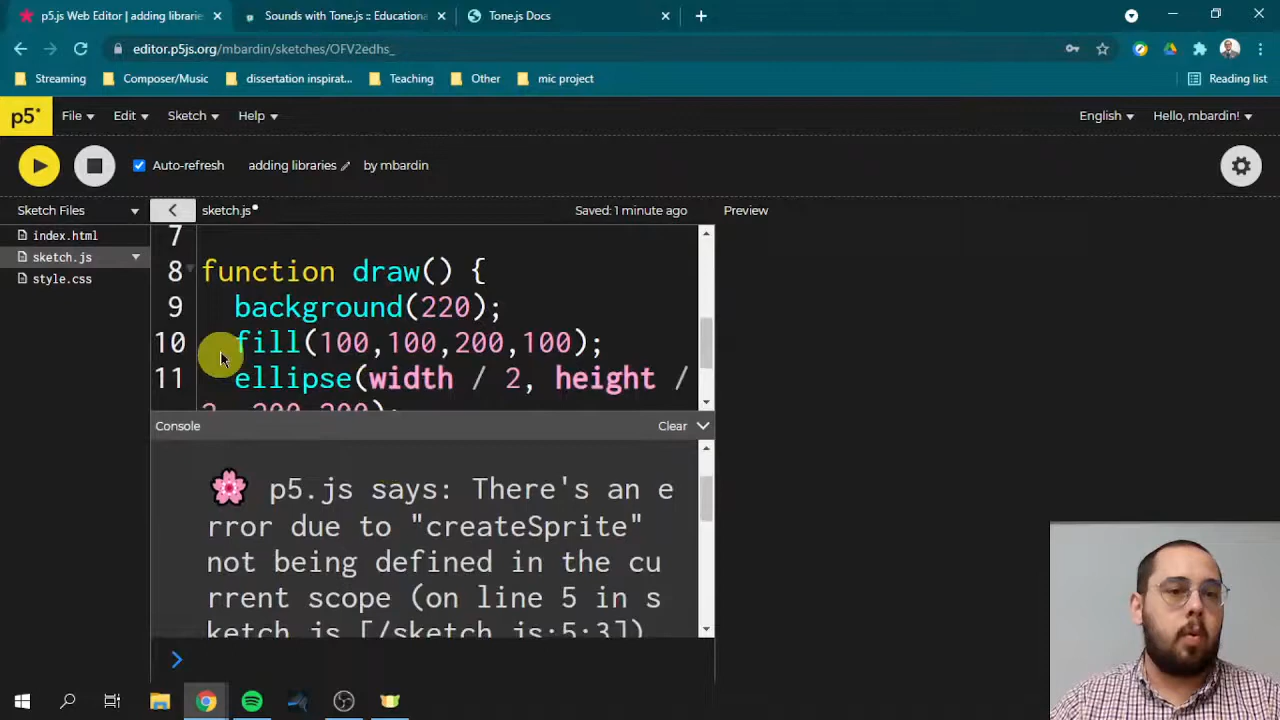 p5.js Web Editor | adding librarie
Sounds with Tone.js :: Educationa
Tone.js Docs
editor.p5js.org/mbardin/sketches/OFV2edhs_
Streaming
Composer/Music
dissertation inspirat...
Teaching
Other
mic project
Reading list
p5*
File
Edit
Sketch
Help
English
Hello, mbardin!
Auto-refresh
adding libraries
by mbardin
Sketch Files
sketch.js
Saved: 1 minute ago
Preview
index.html
sketch.js
style.css
7
8 function draw() {
9 background(220);
10 fill(100,100,200,100);
11 ellipse(width / 2, height /
2, 200,200);
Console
Clear
p5.js says: There's an e
rror due to "createSprite"
not being defined in the cu
rrent scope (on line 5 in s
ketch.js [/sketch.js:5:3])
>